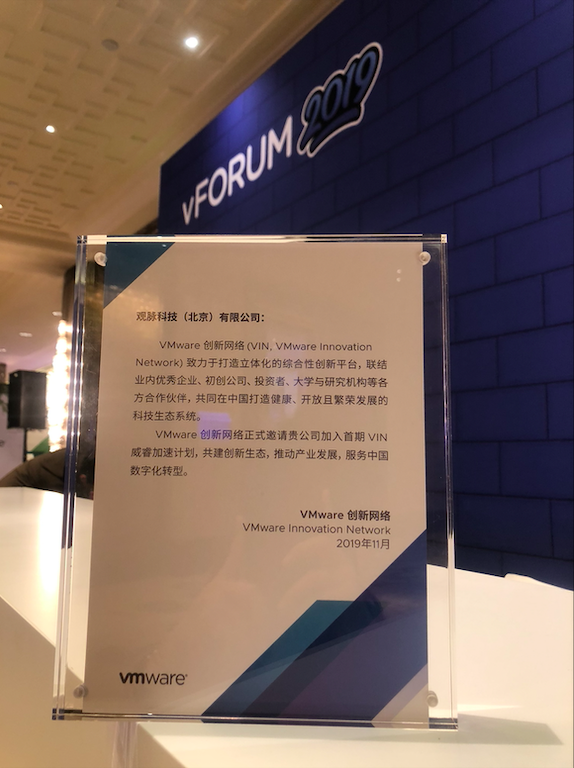 vFORUM 2019
观脉科技（北京）有限公司：
VMware 创新网络 (VIN, VMware Innovation
Network) 致力于打造立体化的综合性创新平台，联结
业内优秀企业、初创公司、投资者、大学与研究机构等各
方合作伙伴，共同在中国打造健康、开放且繁荣发展的
科技生态系统。
VMware 创新网络正式邀请贵公司加入首期 VIN
威睿加速计划，共建创新生态，推动产业发展，服务中国
数字化转型。
VMware 创新网络
VMware Innovation Network
2019年11月
vmware®